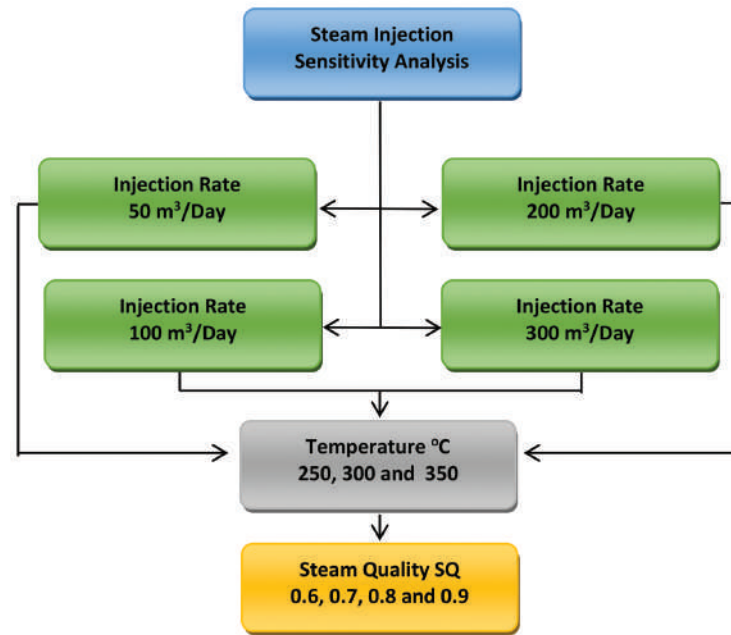 Steam Injection
Sensitivity Analysis
Injection Rate
50 m³/Day
Injection Rate
200 m³/Day
Injection Rate
100 m³/Day
Injection Rate
300 m³/Day
Temperature ºC
250, 300 and 350
Steam Quality SQ
0.6, 0.7, 0.8 and 0.9